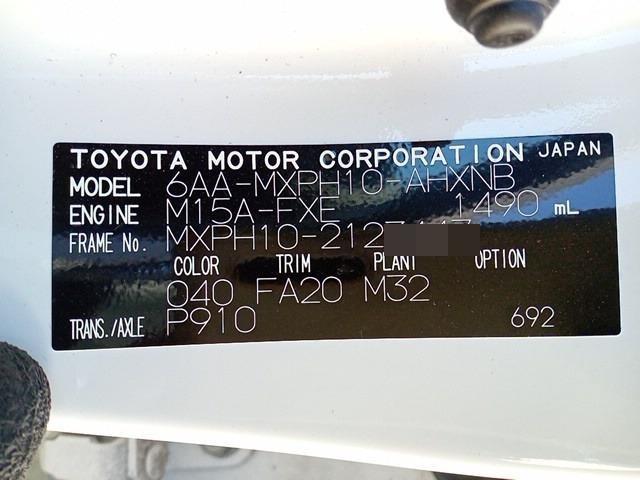 TOYOTA MOTOR CORPORATION JAPAN
MODEL 6AA-MXPH10-AHXNB
ENGINE M15A-FXE 1490 mL
FRAME No. MXPH10-212
COLOR TRIM PLANT OPTION
040 FA20 M32
TRANS./AXLE P910 692